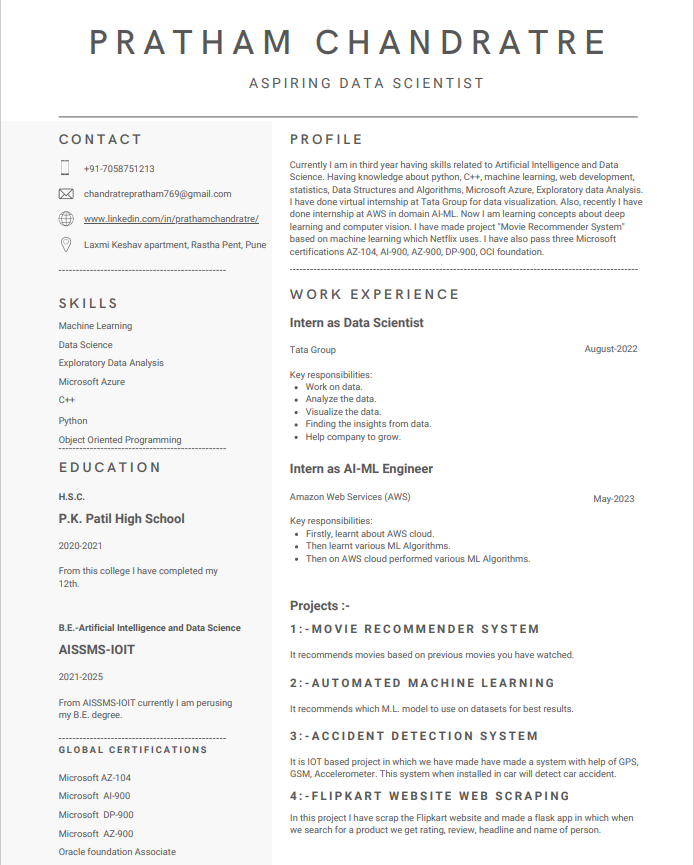 PRATHAM CHANDRATRE
ASPIRING DATA SCIENTIST
CONTACT
+91-7058751213
chandratrepratham769@gmail.com
www.linkedin.com/in/prathamchandratre/
Laxmi Keshav apartment, Rastha Pent, Pune
SKILLS
Machine Learning
Data Science
Exploratory Data Analysis
Microsoft Azure
C++
Python
Object Oriented Programming
EDUCATION
H.S.C.
P.K. Patil High School
2020-2021
From this college I have completed my
12th.
B.E.-Artificial Intelligence and Data Science
AISSMS-IOIT
2021-2025
From AISSMS-IOIT currently I am perusing
my B.E. degree.
GLOBAL CERTIFICATIONS
Microsoft AZ-104
Microsoft AI-900
Microsoft DP-900
Microsoft AZ-900
Oracle foundation Associate
PROFILE
Currently I am in third year having skills related to Artificial Intelligence and Data
Science. Having knowledge about python, C++, machine learning, web development,
statistics, Data Structures and Algorithms, Microsoft Azure, Exploratory data Analysis.
I have done virtual internship at Tata Group for data visualization. Also, recently I have
done internship at AWS in domain AI-ML. Now I am learning concepts about deep
learning and computer vision. I have made project "Movie Recommender System"
based on machine learning which Netflix uses. I have also pass three Microsoft
certifications AZ-104, AI-900, AZ-900, DP-900, OCI foundation.
WORK EXPERIENCE
Intern as Data Scientist
Tata Group August-2022
Key responsibilities:
• Work on data.
• Analyze the data.
• Visualize the data.
• Finding the insights from data.
• Help company to grow.
Intern as AI-ML Engineer
Amazon Web Services (AWS) May-2023
Key responsibilities:
• Firstly, learnt about AWS cloud.
• Then learnt various ML Algorithms.
• Then on AWS cloud performed various ML Algorithms.
Projects :-
1:-MOVIE RECOMMENDER SYSTEM
It recommends movies based on previous movies you have watched.
2:-AUTOMATED MACHINE LEARNING
It recommends which M.L. model to use on datasets for best results.
3:-ACCIDENT DETECTION SYSTEM
It is IOT based project in which we have made have made a system with help of GPS,
GSM, Accelerometer. This system when installed in car will detect car accident.
4:-FLIPKART WEBSITE WEB SCRAPING
In this project I have scrap the Flipkart website and made a flask app in which when
we search for a product we get rating, review, headline and name of person.